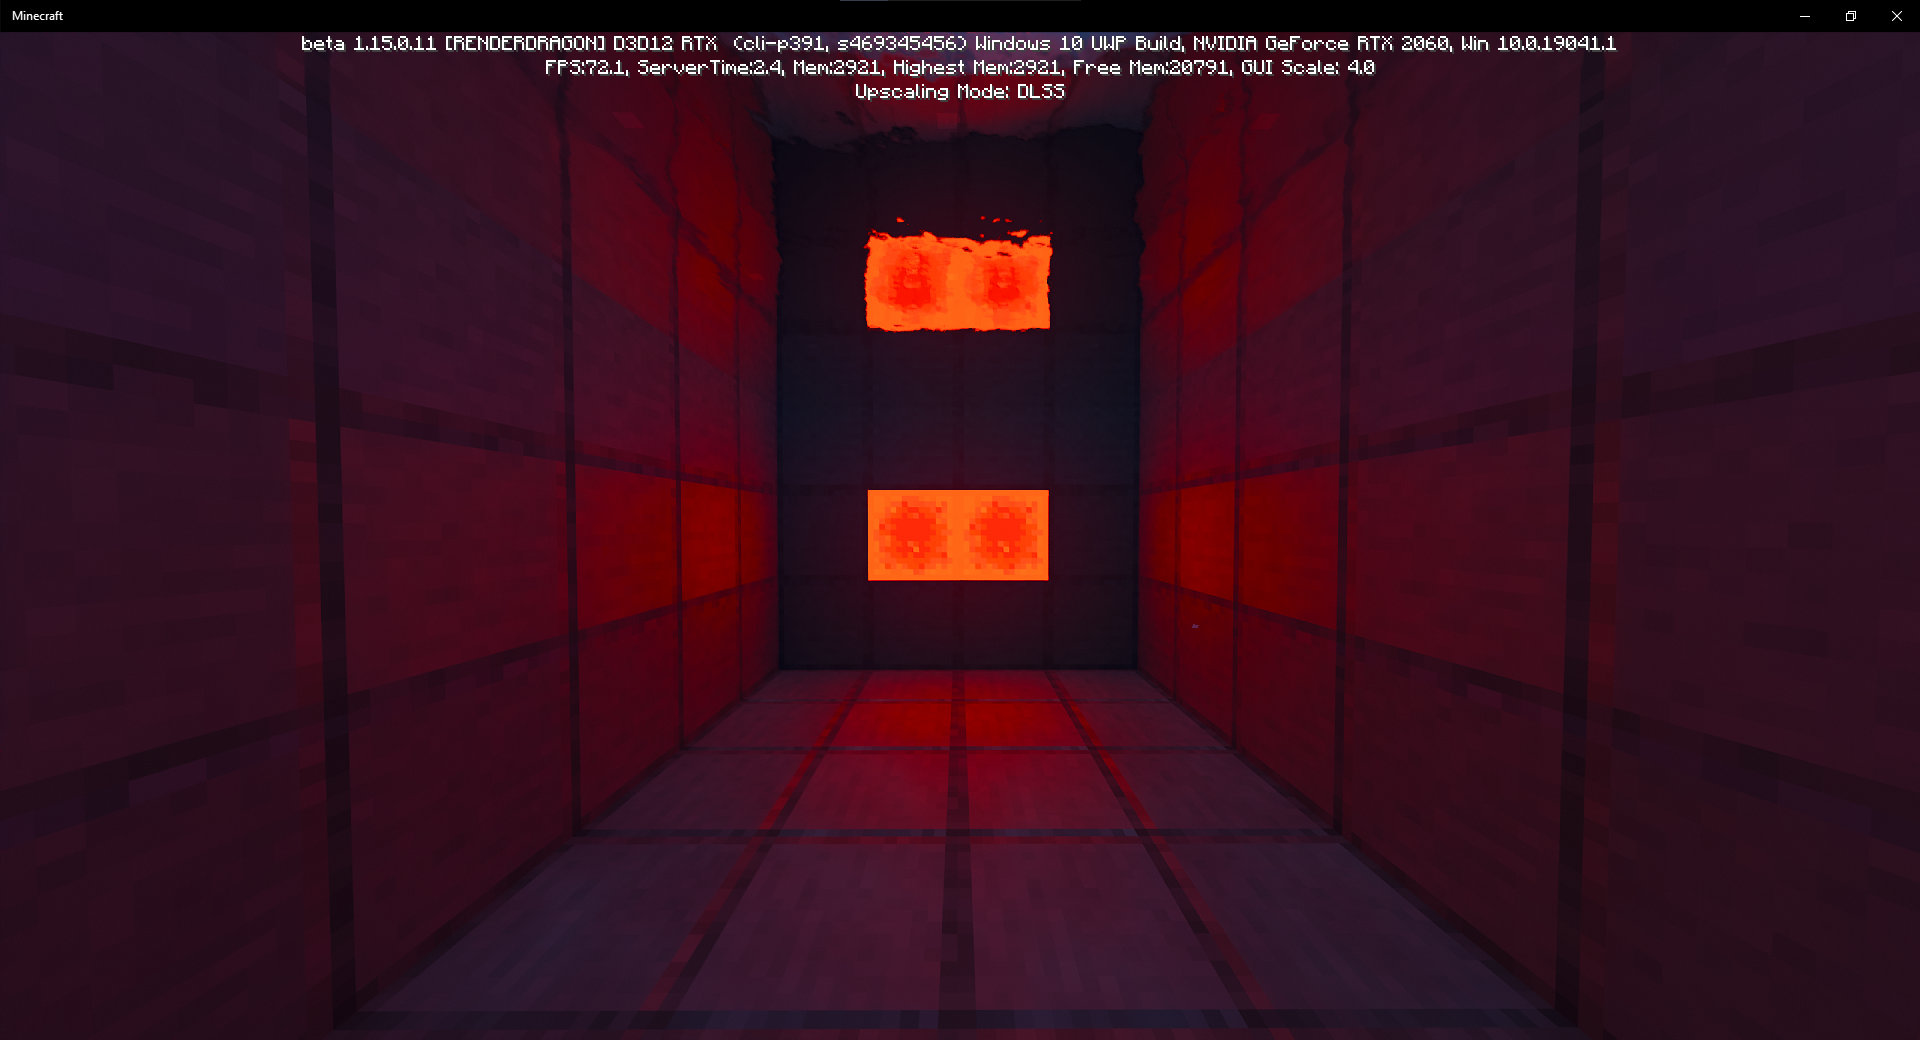 Minecraft
beta 1.15.0.11 [RENDERDRAGON] D3D12 RTX  (cli-p391, s469345456) Windows 10 UWP Build, NVIDIA GeForce RTX 2060, Win 10.0.19041.1
FPS:72.1, ServerTime:2.4, Mem:2921, Highest Mem:2921, Free Mem:20791, GUI Scale: 4.0
Upscaling Mode: DLSS